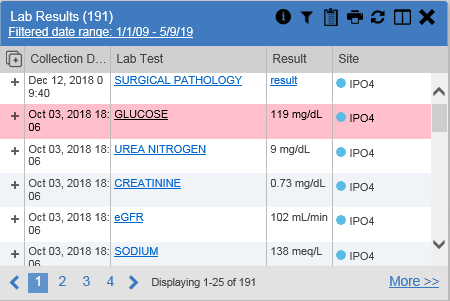 Lab Results (191)
Filtered date range: 1/1/09 - 5/9/19
Collection D... Lab Test Result Site
Dec 12, 2018 0 SURGICAL PATHOLOGY result IPO4
9:40
Oct 03, 2018 18: GLUCOSE 119 mg/dL IPO4
06
Oct 03, 2018 18: UREA NITROGEN 9 mg/dL IPO4
06
Oct 03, 2018 18: CREATININE 0.73 mg/dL IPO4
06
Oct 03, 2018 18: eGFR 102 mL/min IPO4
06
Oct 03, 2018 18: SODIUM 138 meq/L IPO4
06
1 2 3 4 Displaying 1-25 of 191 More >>